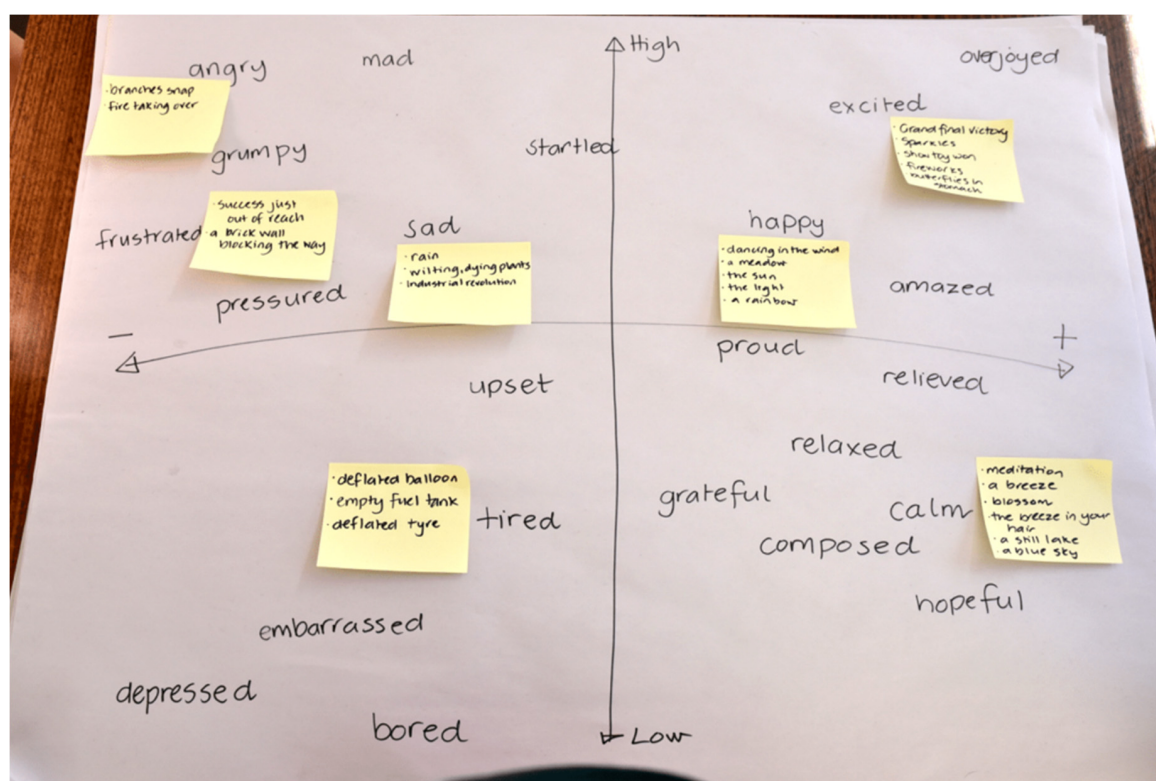 High
angry
mad
overjoyed
· branches snap
· fire taking over
excited
· Grand final victory
· Sparkles
· fireworks
butterflies in
stomach
startled
grumpy
· success just
out of reach
· a brick wall
blocking the way
frustrated
sad
· rain
· wilting, dying plants
· industrial revolution
happy
· dancing in the wind
· a meadow
· the sun
· the light
· a rainbow
amazed
pressured
−
+
proud
relieved
upset
relaxed
· deflated balloon
· empty fuel tank
· deflated tyre
tired
grateful
calm
· meditation
· a breeze
· blossom
· the breeze in your
hair
· a still lake
· a blue sky
composed
hopeful
embarrassed
depressed
bored
Low